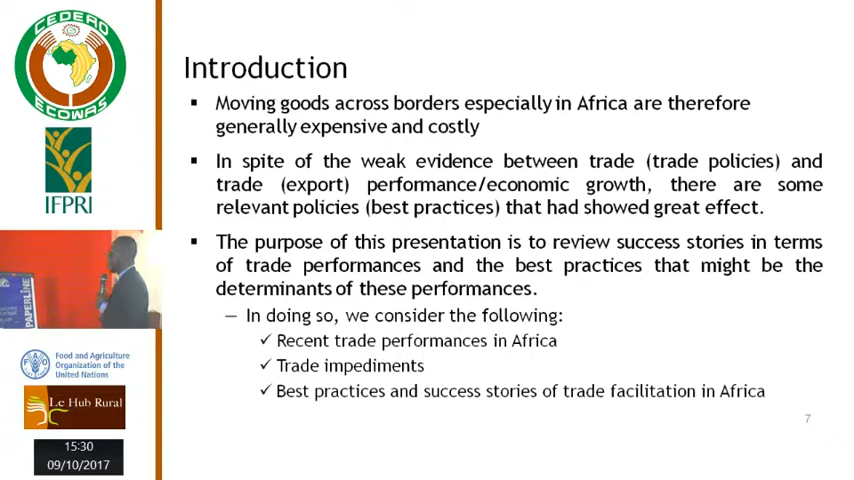 CEDEAO
ECOWAS
IFPRI
PAPERLINE
Food and Agriculture
Organization of the
United Nations
Le Hub Rural
15:30
09/10/2017
Introduction
▪ Moving goods across borders especially in Africa are therefore
generally expensive and costly
▪ In spite of the weak evidence between trade (trade policies) and
trade (export) performance/economic growth, there are some
relevant policies (best practices) that had showed great effect.
▪ The purpose of this presentation is to review success stories in terms
of trade performances and the best practices that might be the
determinants of these performances.
– In doing so, we consider the following:
✓ Recent trade performances in Africa
✓ Trade impediments
✓ Best practices and success stories of trade facilitation in Africa
7